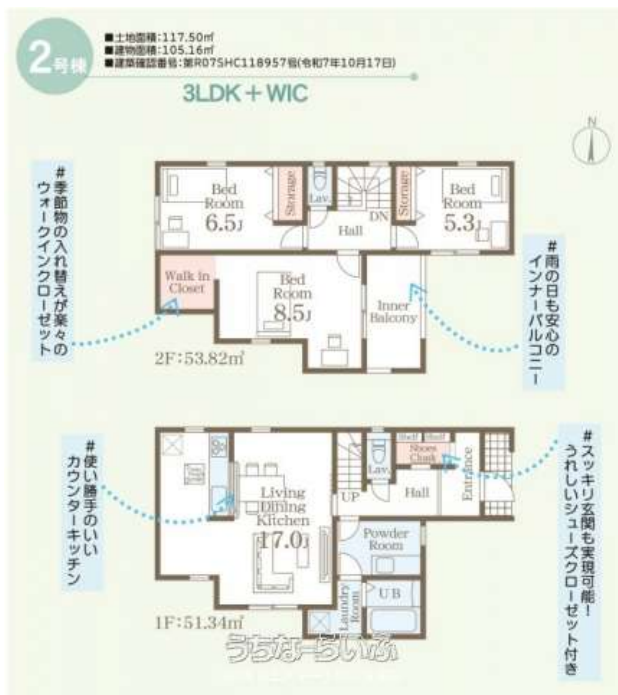 2号棟
■土地面積:117.50㎡
■建物面積:105.16㎡
■建築確認番号:第R07SHC118957号(令和7年10月17日)
3LDK+WIC
N
#季節物の入れ替えが楽々の
ウォークインクローゼット
Bed
Room
6.5J
Storage
Lav.
DN
Hall
Storage
Bed
Room
5.3J
Walk in
Closet
Bed
Room
8.5J
Inner
Balcony
2F:53.82㎡
#雨の日も安心の
インナーバルコニー
#使い勝手のいい
カウンターキッチン
Living
Dining
Kitchen
17.0J
UP
Lav.
Shelf
Shelf
Shoes
Cloak
Hall
Entrance
Powder
Room
Laundry
Room
UB
1F:51.34㎡
#スッキリ玄関も実現可能!
うれしいシューズクローゼット付き
うちなーらいふ